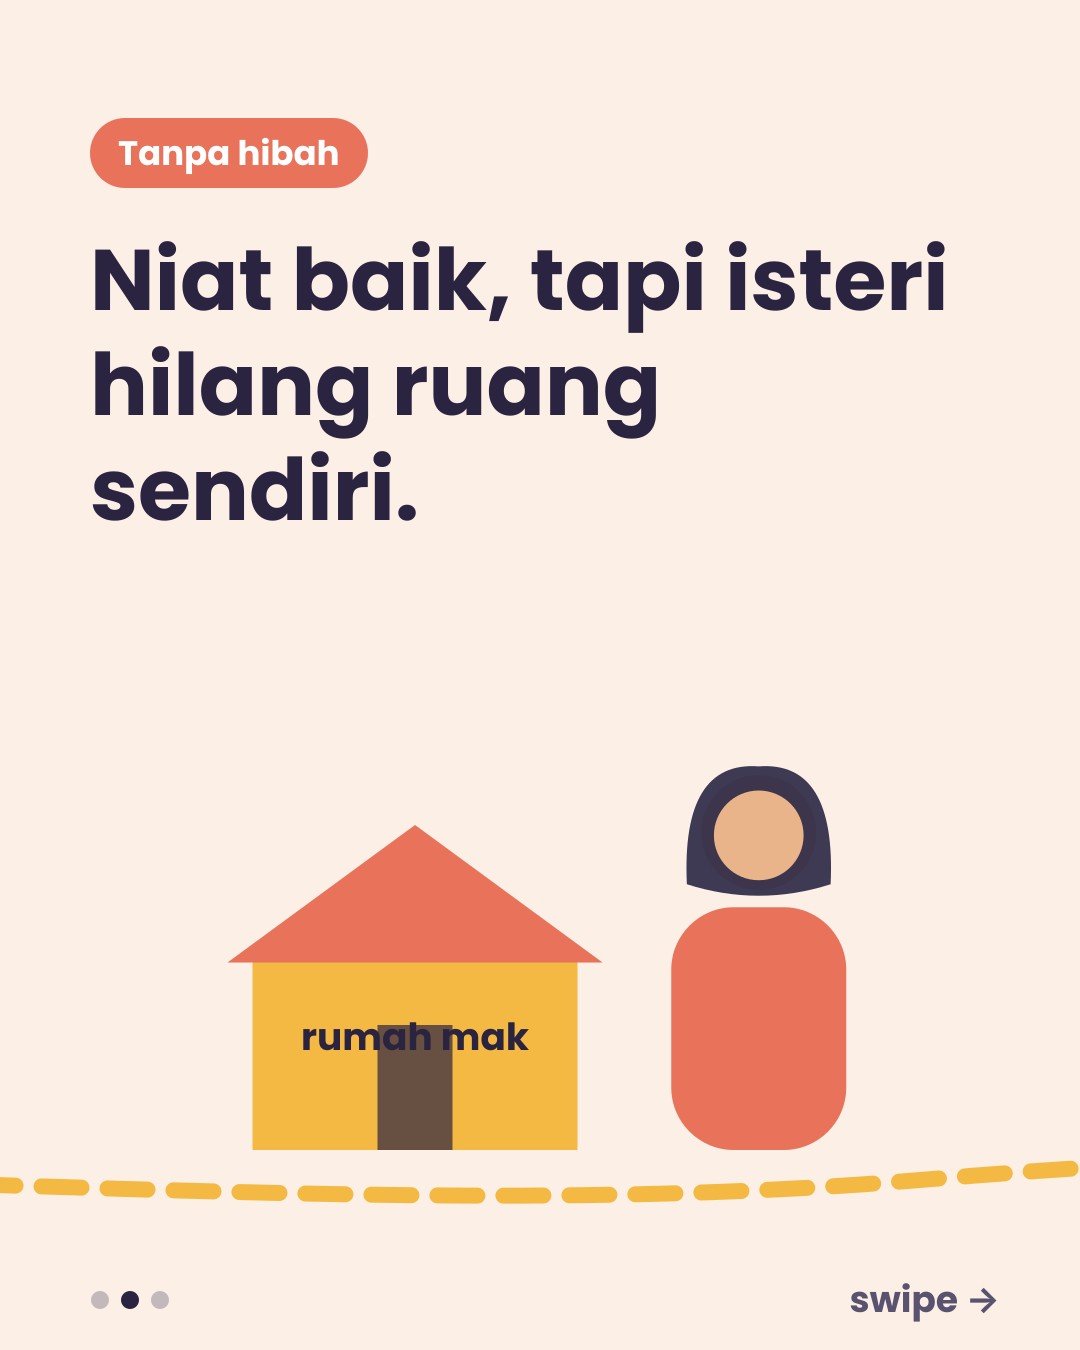 Tanpa hibah
Niat baik, tapi isteri
hilang ruang
sendiri.
rumah mak
swipe →